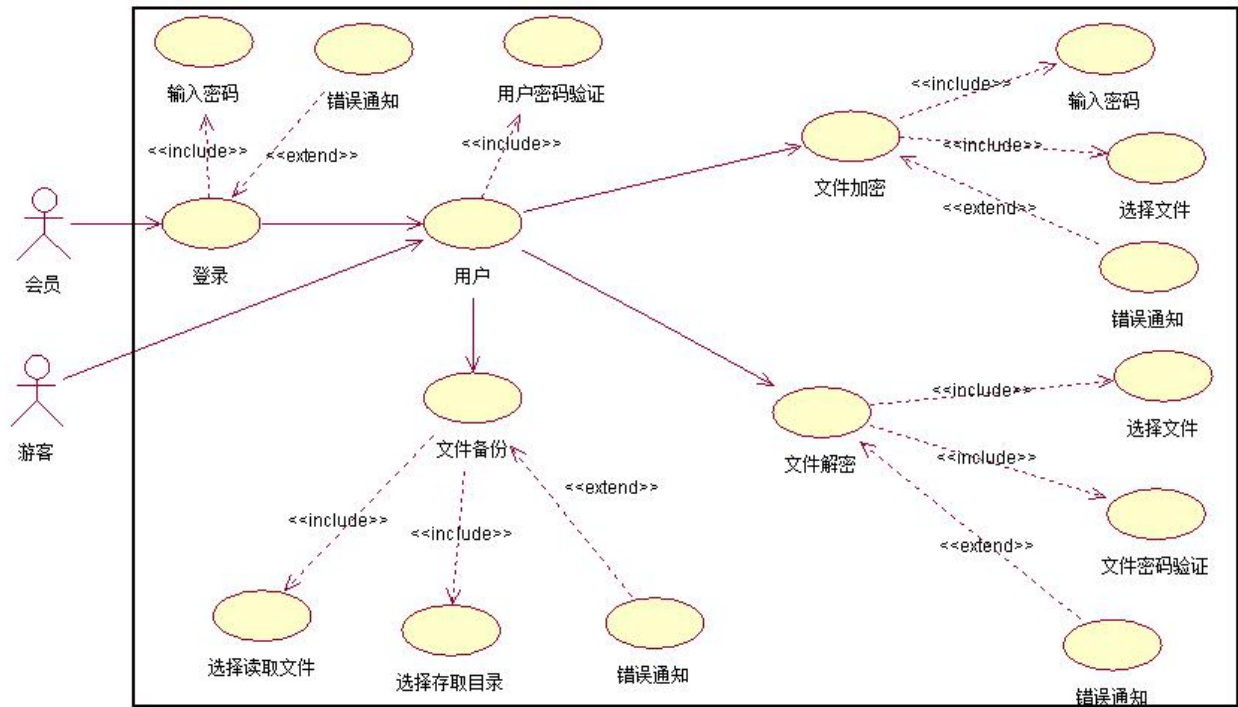 输入密码
错误通知
用户密码验证
<<include>>
输入密码
<<include>>
<<extend>>
<<include>>
<<include>>
文件加密
选择文件
<<extend>>
会员
登录
用户
错误通知
游客
文件备份
<<include>>
选择文件
文件解密
<<extend>>
<<include>>
<<include>>
<<include>>
<<extend>>
文件密码验证
选择读取文件
选择存取目录
错误通知
错误通知